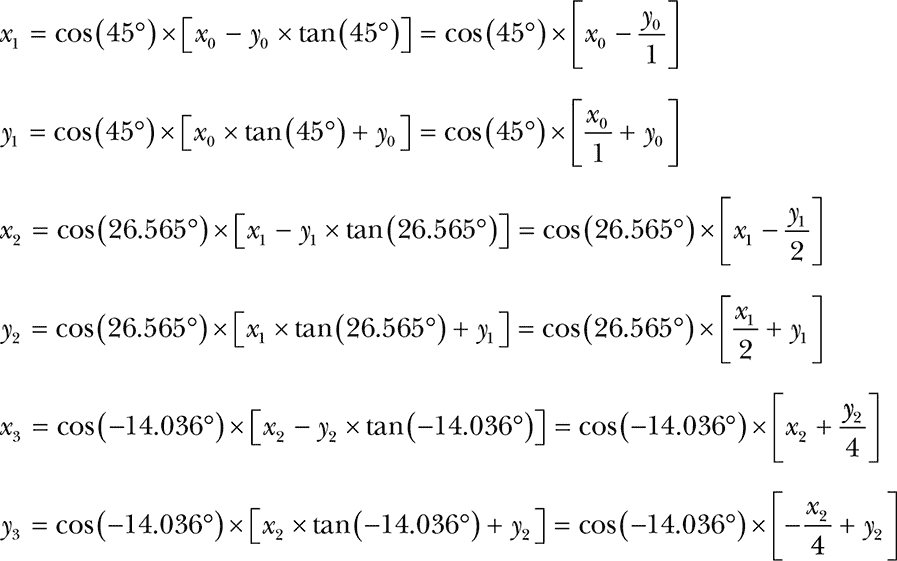 x₁ = cos(45°) × [x₀ − y₀ × tan(45°)] = cos(45°) × [x₀ − y₀/1]
y₁ = cos(45°) × [x₀ × tan(45°) + y₀] = cos(45°) × [x₀/1 + y₀]
x₂ = cos(26.565°) × [x₁ − y₁ × tan(26.565°)] = cos(26.565°) × [x₁ − y₁/2]
y₂ = cos(26.565°) × [x₁ × tan(26.565°) + y₁] = cos(26.565°) × [x₁/2 + y₁]
x₃ = cos(−14.036°) × [x₂ − y₂ × tan(−14.036°)] = cos(−14.036°) × [x₂ + y₂/4]
y₃ = cos(−14.036°) × [x₂ × tan(−14.036°) + y₂] = cos(−14.036°) × [−x₂/4 + y₂]